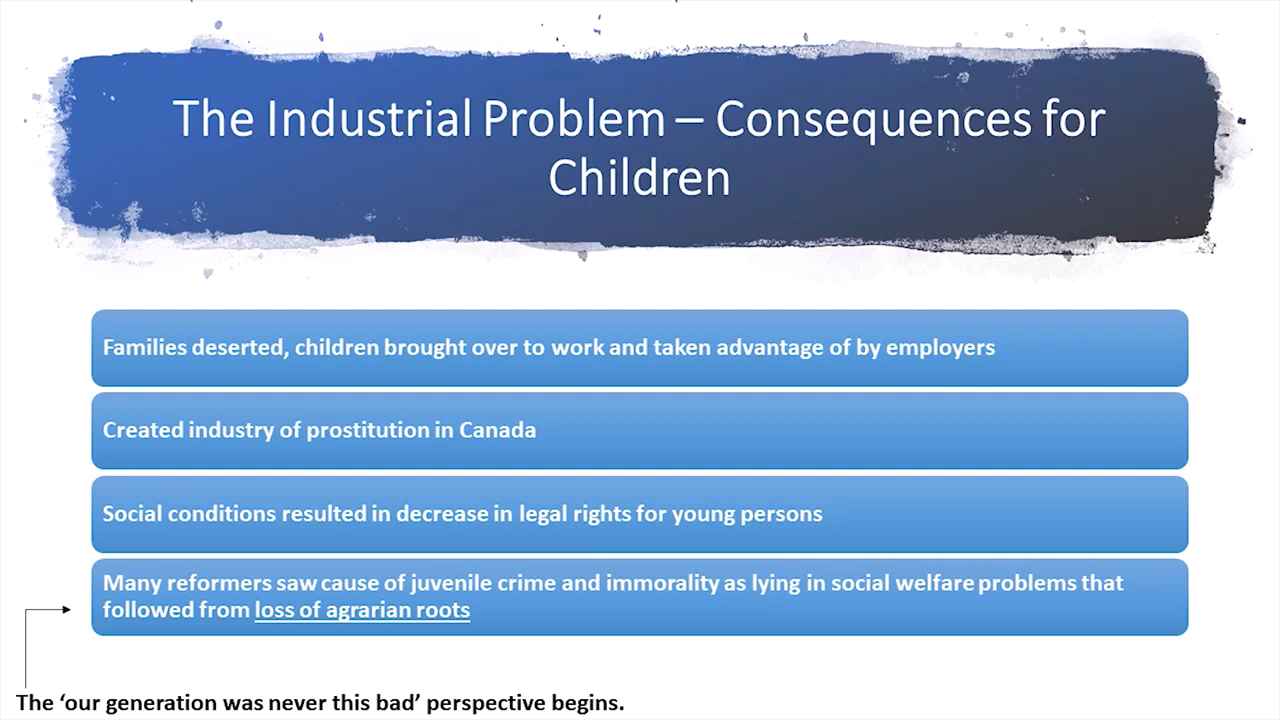 The Industrial Problem – Consequences for
Children
Families deserted, children brought over to work and taken advantage of by employers
Created industry of prostitution in Canada
Social conditions resulted in decrease in legal rights for young persons
Many reformers saw cause of juvenile crime and immorality as lying in social welfare problems that
followed from loss of agrarian roots
The ‘our generation was never this bad’ perspective begins.